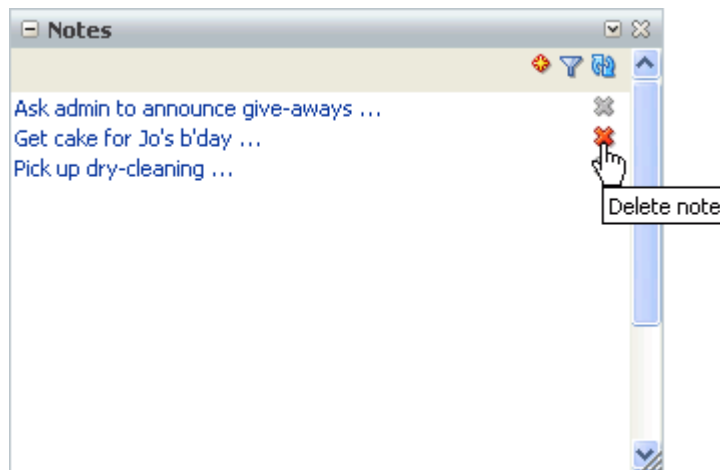 Notes
Ask admin to announce give-aways ...
Get cake for Jo's b'day ...
Pick up dry-cleaning ...
Delete note